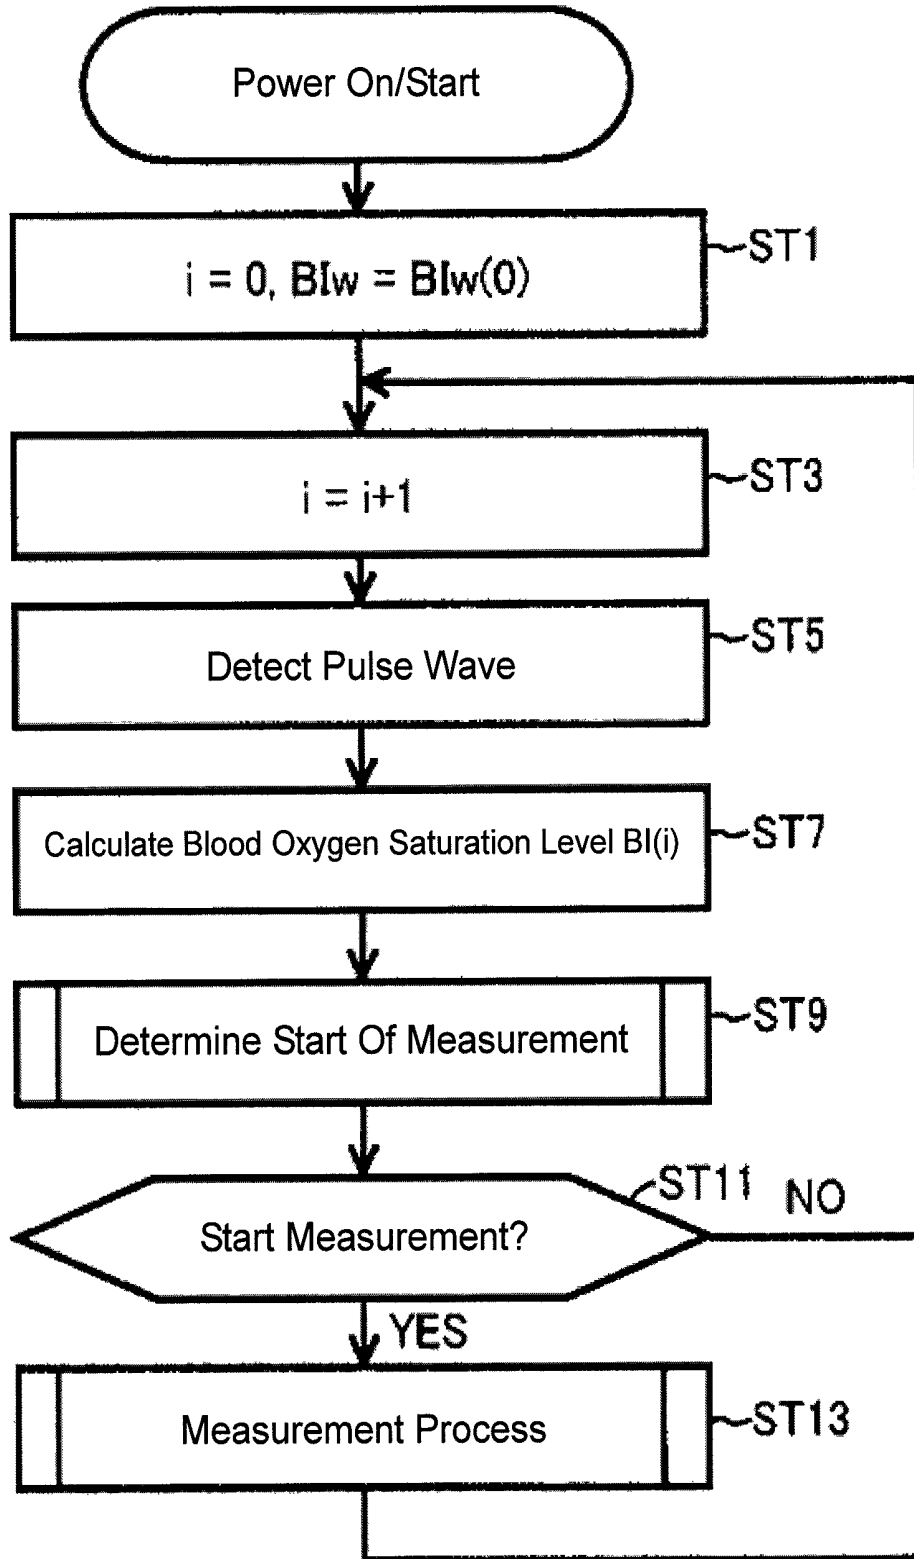 Power On/Start
i = 0, BIw = BIw(0)
ST1
i = i+1
ST3
Detect Pulse Wave
ST5
Calculate Blood Oxygen Saturation Level BI(i)
ST7
Determine Start Of Measurement
ST9
Start Measurement?
ST11
NO
YES
Measurement Process
ST13